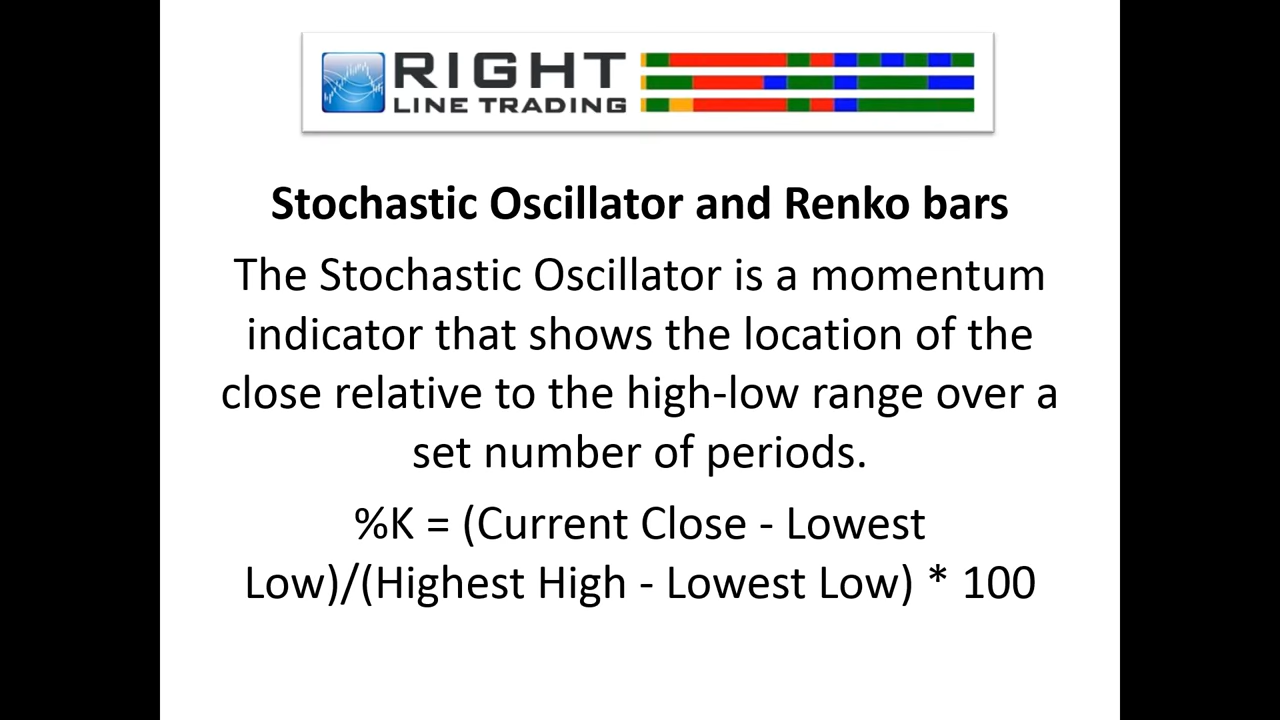 RIGHT
LINE TRADING
Stochastic Oscillator and Renko bars
The Stochastic Oscillator is a momentum
indicator that shows the location of the
close relative to the high-low range over a
set number of periods.
%K = (Current Close - Lowest
Low)/(Highest High - Lowest Low) * 100